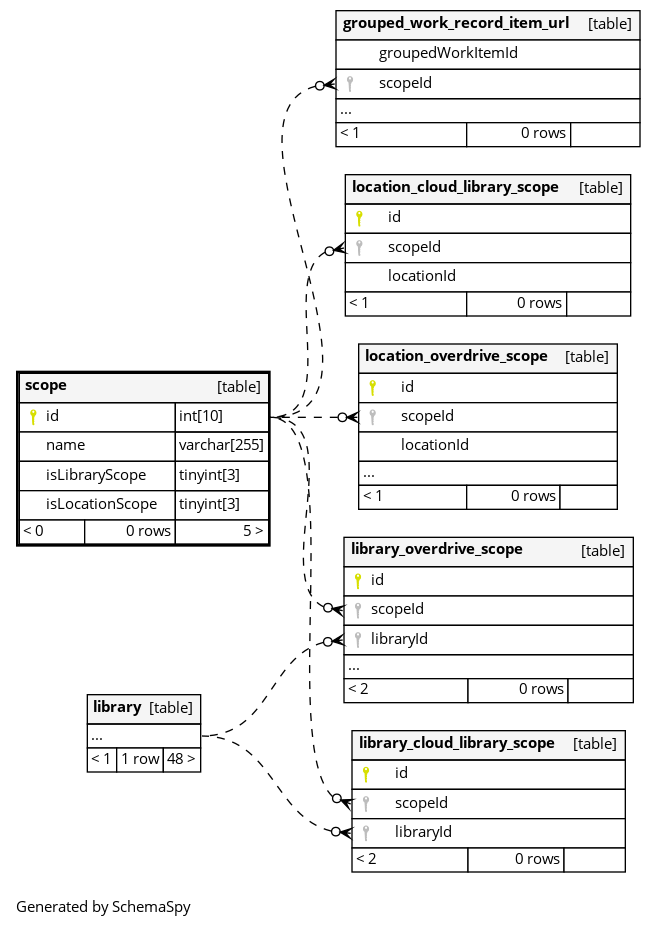 grouped_work_record_item_url [table]
groupedWorkItemId
scopeId
...
< 1 0 rows
location_cloud_library_scope [table]
id
scopeId
locationId
< 1 0 rows
location_overdrive_scope [table]
id
scopeId
locationId
...
< 1 0 rows
scope [table]
id int[10]
name varchar[255]
isLibraryScope tinyint[3]
isLocationScope tinyint[3]
< 0 0 rows 5 >
library_overdrive_scope [table]
id
scopeId
libraryId
...
< 2 0 rows
library [table]
...
< 1 1 row 48 >
library_cloud_library_scope [table]
id
scopeId
libraryId
< 2 0 rows
Generated by SchemaSpy